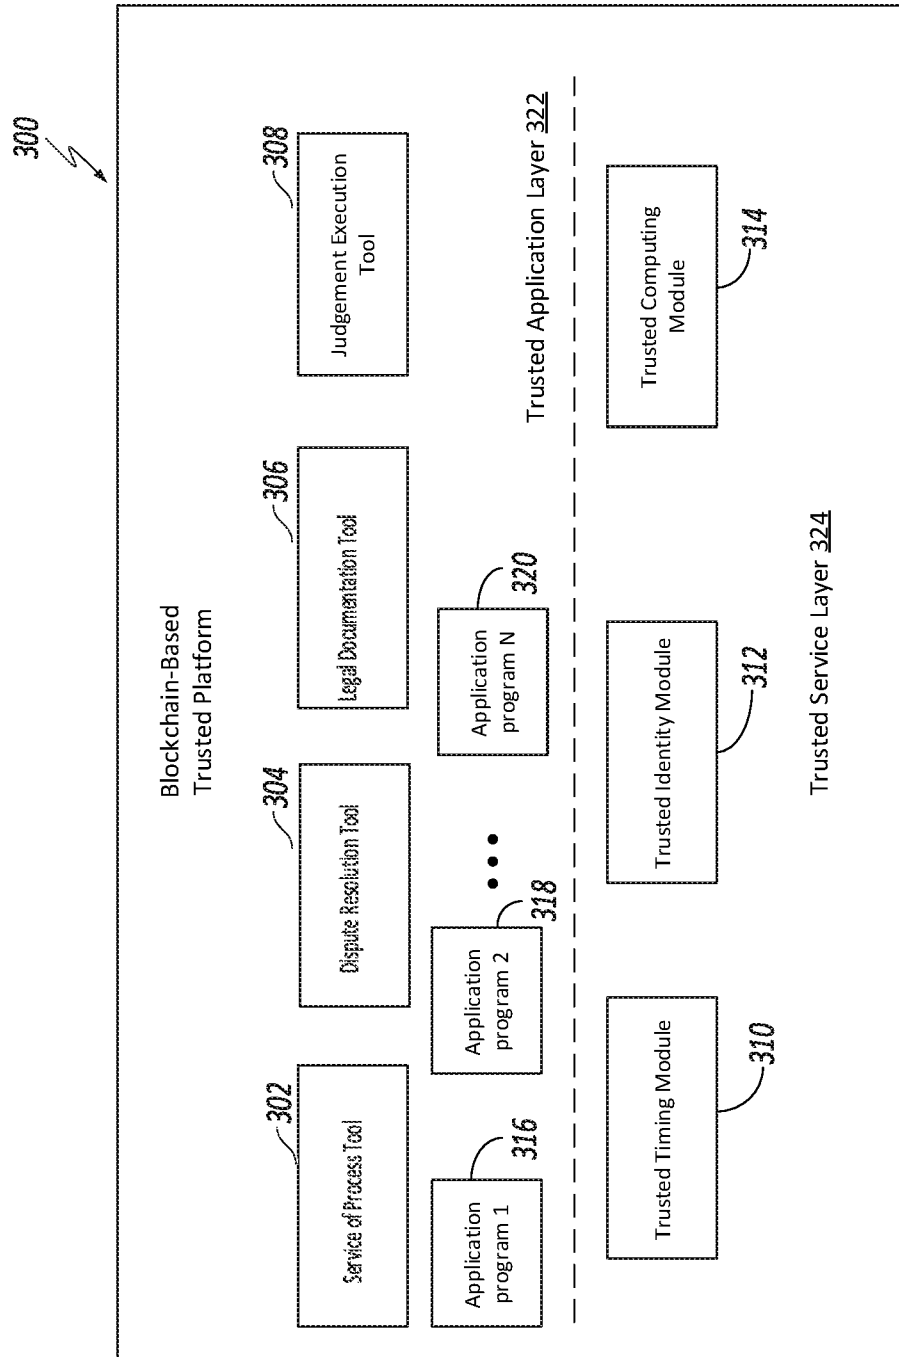 300
Blockchain-Based
Trusted Platform
302
304
306
308
Service of Process Tool
Dispute Resolution Tool
Legal Documentation Tool
Judgement Execution
Tool
316
318
320
Application
program 1
Application
program 2
Application
program N
Trusted Application Layer 322
Trusted Timing Module
Trusted Identity Module
Trusted Computing
Module
310
312
314
Trusted Service Layer 324